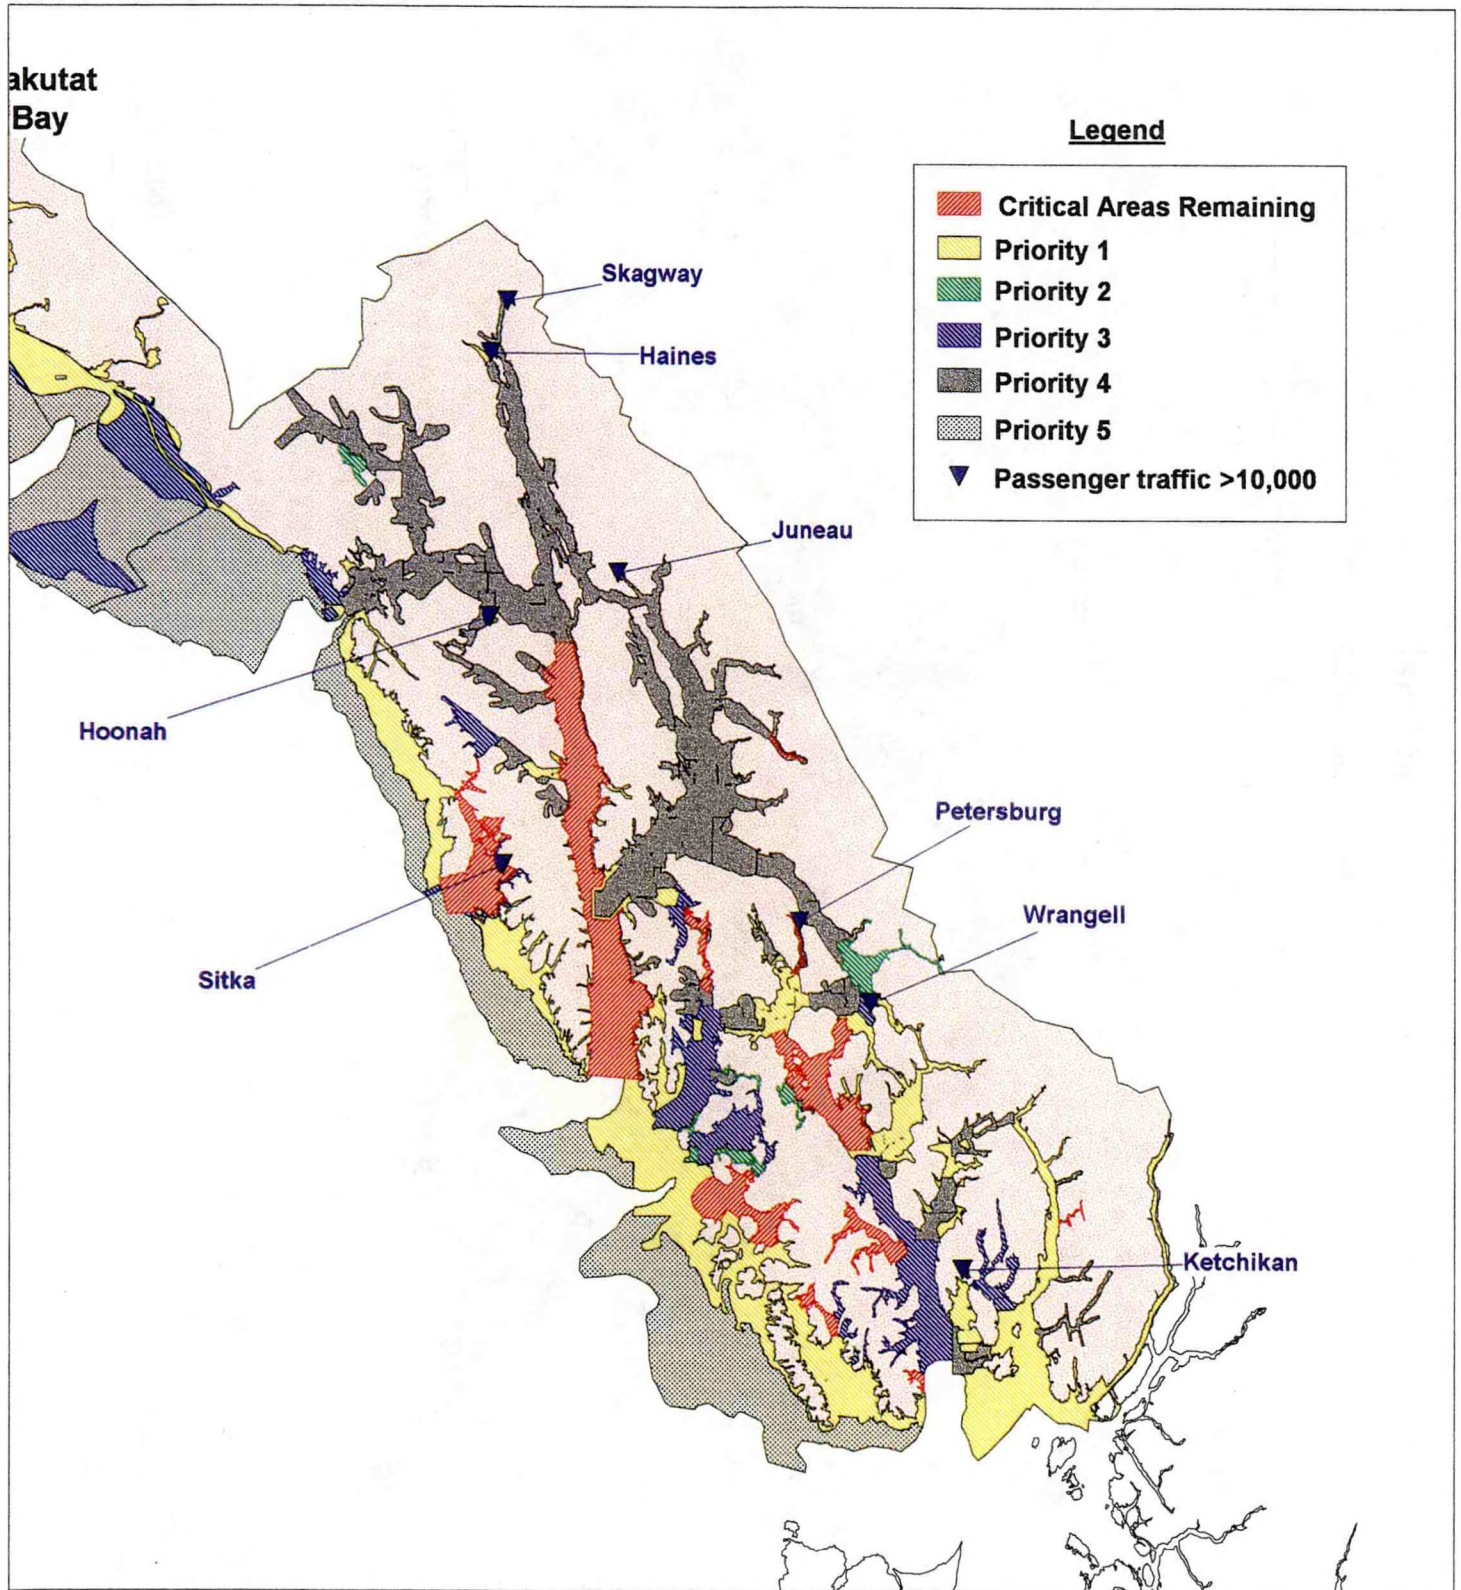 akutat
Bay
Legend
Critical Areas Remaining
Priority 1
Priority 2
Priority 3
Priority 4
Priority 5
Passenger traffic >10,000
Skagway
Haines
Juneau
Hoonah
Petersburg
Wrangell
Sitka
Ketchikan